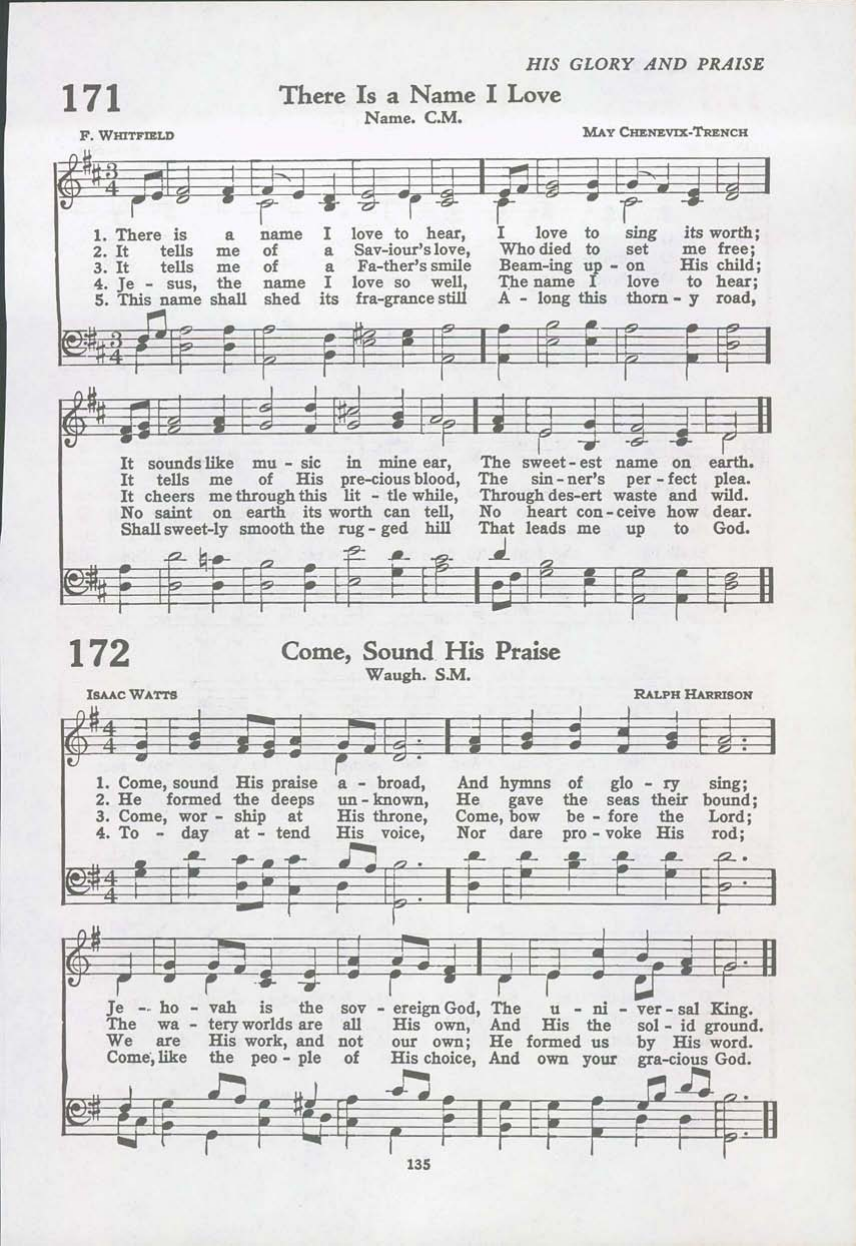 HIS GLORY AND PRAISE
171
There Is a Name I Love
Name. C.M.
F. WHITFIELD
MAY CHENEVIX-TRENCH
3
4
1. There is a name I love to hear, I love to sing its worth;
2. It tells me of a Sav-iour's love, Who died to set me free;
3. It tells me of a Fa-ther's smile Beam-ing up - on His child;
4. Je - sus, the name I love so well, The name I love to hear;
5. This name shall shed its fra-grance still A - long this thorn - y road,
3
4
It sounds like mu - sic in mine ear, The sweet-est name on earth.
It tells me of His pre-cious blood, The sin-ner's per-fect plea.
It cheers me through this lit - tle while, Through des-ert waste and wild.
No saint on earth its worth can tell, No heart con-ceive how dear.
Shall sweet-ly smooth the rug - ged hill That leads me up to God.
172
Come, Sound His Praise
Waugh. S.M.
ISAAC WATTS
RALPH HARRISON
4
4
1. Come, sound His praise a - broad, And hymns of glo - ry sing;
2. He formed the deeps un - known, He gave the seas their bound;
3. Come, wor - ship at His throne, Come, bow be - fore the Lord;
4. To - day at - tend His voice, Nor dare pro - voke His rod;
4
4
Je - ho - vah is the sov - ereign God, The u - ni - ver - sal King.
The wa - tery worlds are all His own, And His the sol - id ground.
We are His work, and not our own; He formed us by His word.
Come, like the peo - ple of His choice, And own your gra-cious God.
135